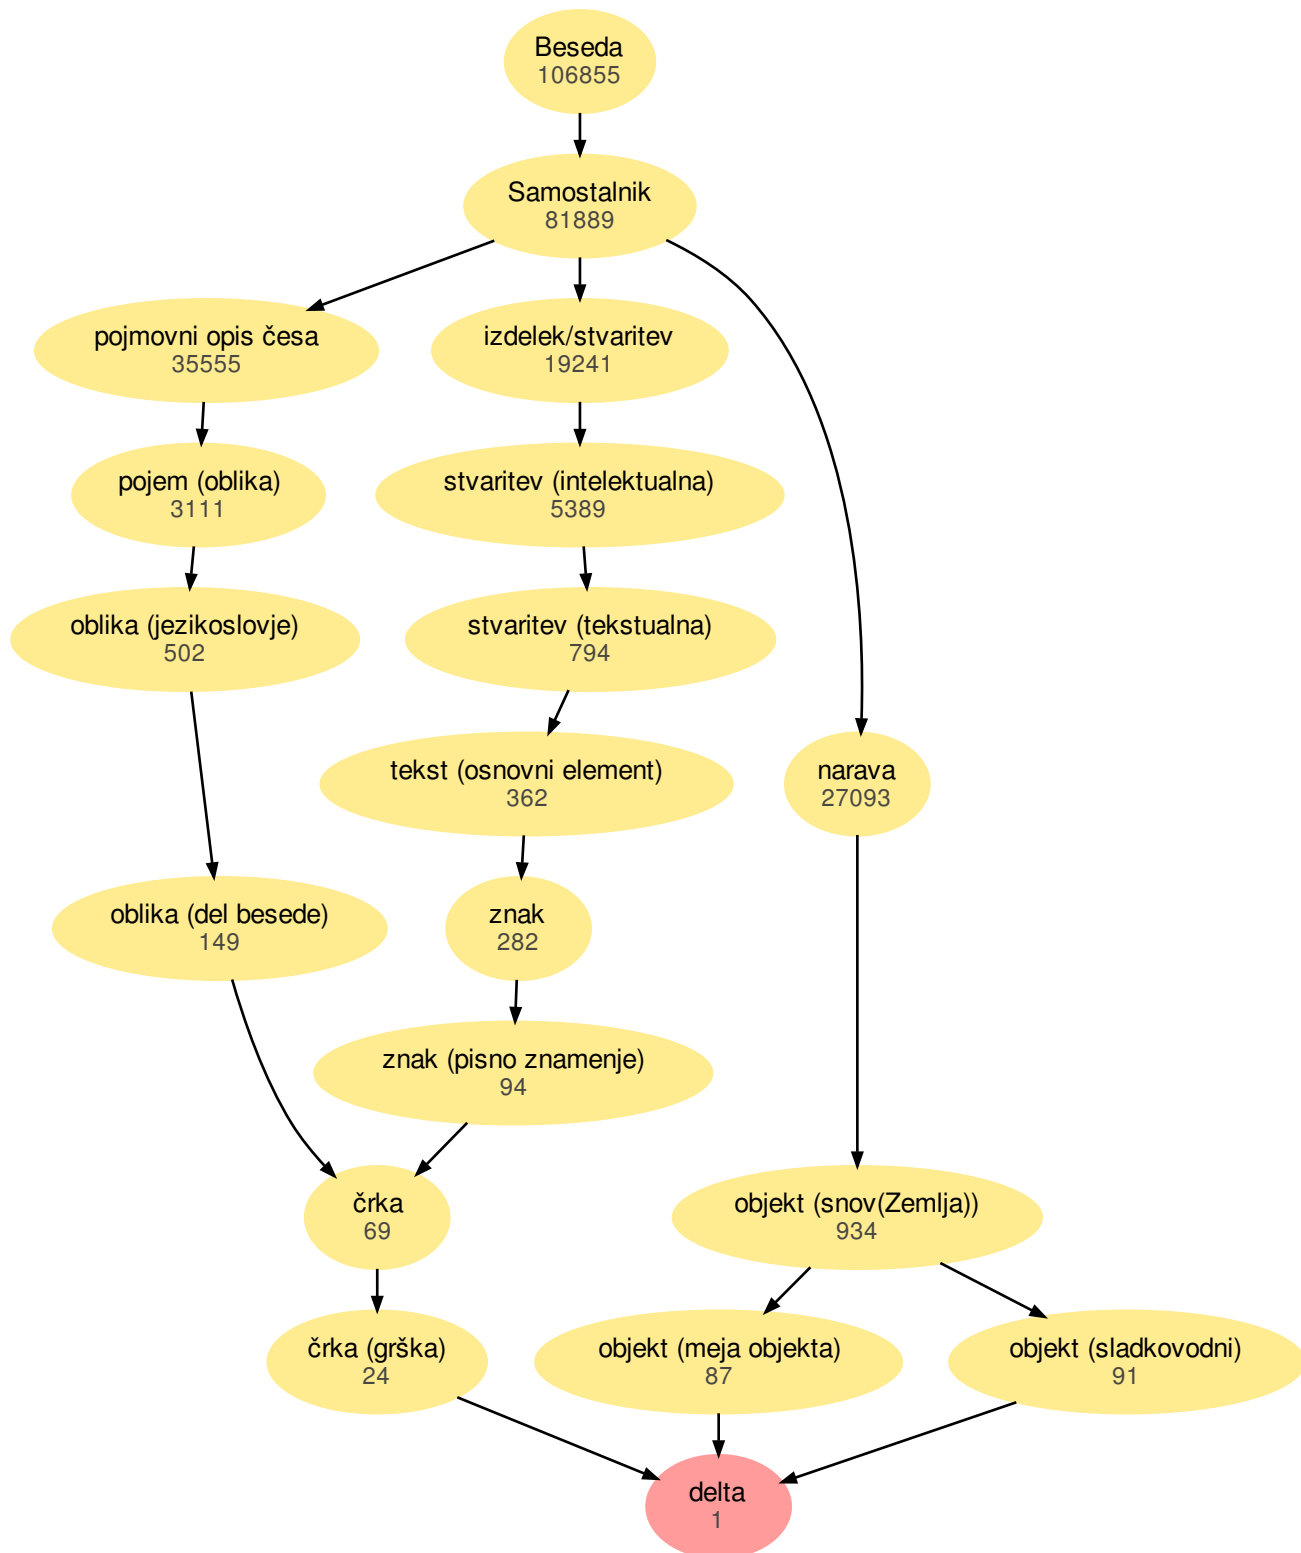 Beseda
106855
Samostalnik
81889
pojmovni opis česa
35555
izdelek/stvaritev
19241
pojem (oblika)
3111
stvaritev (intelektualna)
5389
oblika (jezikoslovje)
502
stvaritev (tekstualna)
794
tekst (osnovni element)
362
narava
27093
oblika (del besede)
149
znak
282
znak (pisno znamenje)
94
črka
69
objekt (snov(Zemlja))
934
črka (grška)
24
objekt (meja objekta)
87
objekt (sladkovodni)
91
delta
1